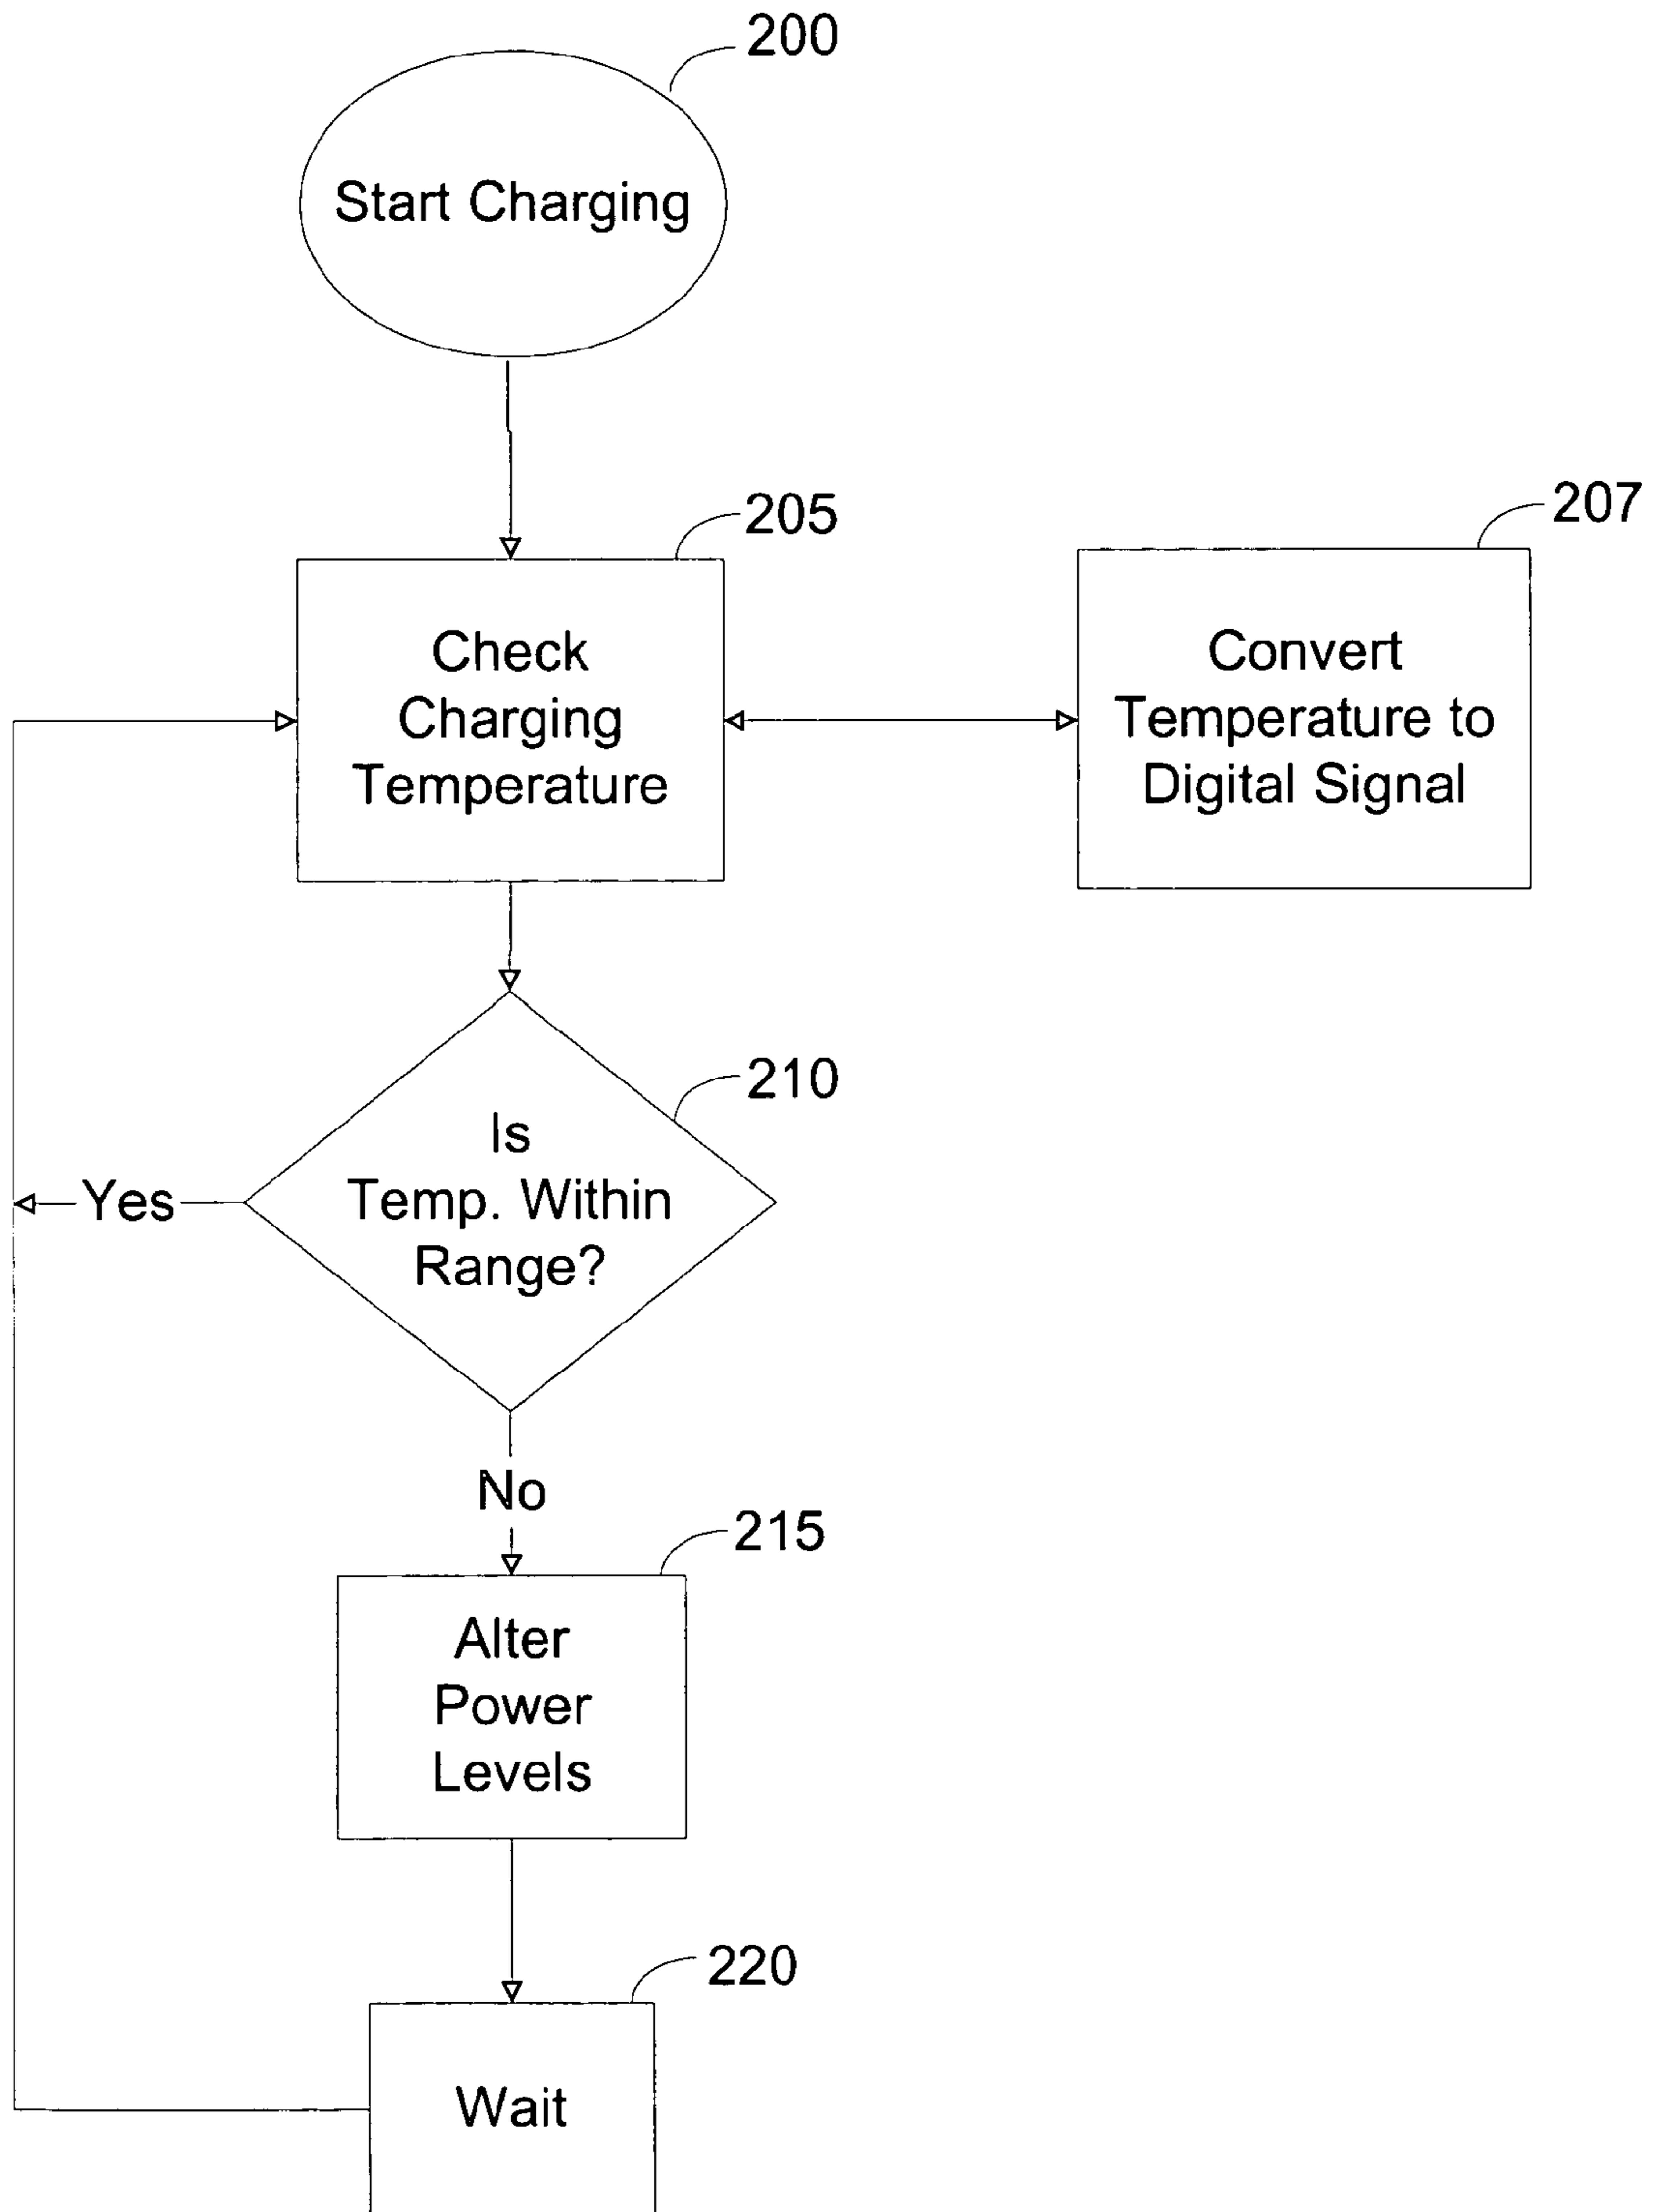 200
Start Charging
205
207
Check
Charging
Temperature
Convert
Temperature to
Digital Signal
210
Is
Temp. Within
Range?
Yes
No
215
Alter
Power
Levels
220
Wait